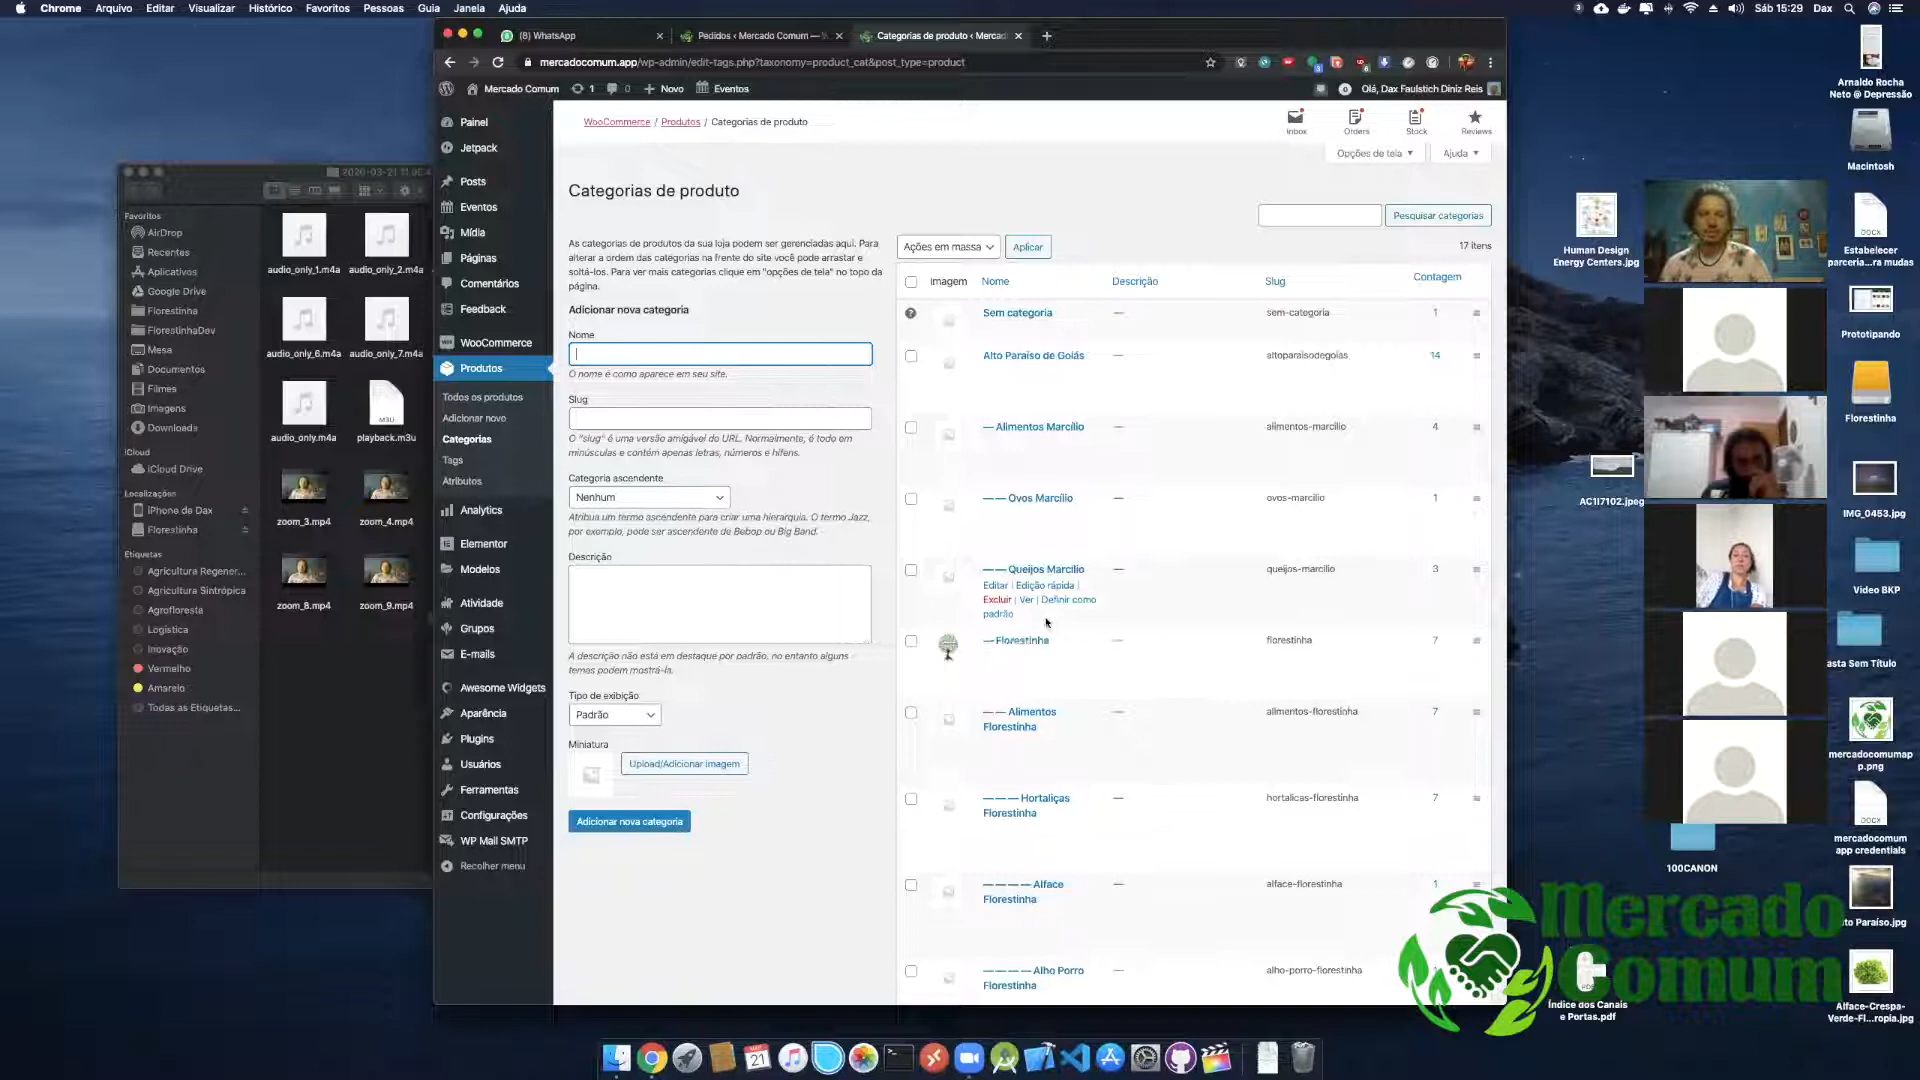 Chrome Arquivo Editar Visualizar Histórico Favoritos Pessoas Guia Janela Ajuda
Sáb 15:29 Dax
(8) WhatsApp
Pedidos ‹ Mercado Comum —
Categorias de produto ‹ Mercad
mercadocomum.app/wp-admin/edit-tags.php?taxonomy=product_cat&post_type=product
Mercado Comum 1 0 Novo Eventos
0 Olá, Dax Faulstich Diniz Reis
Painel
Jetpack
Posts
Eventos
Mídia
Páginas
Comentários
Feedback
WooCommerce
Produtos
Todos os produtos
Adicionar novo
Categorias
Tags
Atributos
Analytics
Elementor
Modelos
Atividade
Grupos
E-mails
Awesome Widgets
Aparência
Plugins
Usuários
Ferramentas
Configurações
WP Mail SMTP
Recolher menu
WooCommerce / Produtos / Categorias de produto
Inbox
Orders
Stock
Reviews
Opções de tela
Ajuda
Categorias de produto
Pesquisar categorias
As categorias de produtos da sua loja podem ser gerenciadas aqui. Para
alterar a ordem das categorias na frente do site você pode arrastar e
soltá-los. Para ver mais categorias clique em "opções de tela" no topo da
página.
Adicionar nova categoria
Nome
O nome é como aparece em seu site.
Slug
O "slug" é uma versão amigável do URL. Normalmente, é todo em
minúsculas e contém apenas letras, números e hífens.
Categoria ascendente
Nenhum
Atribua um termo ascendente para criar uma hierarquia. O termo Jazz,
por exemplo, pode ser ascendente de Bebop ou Big Band.
Descrição
A descrição não está em destaque por padrão, no entanto alguns
temas podem mostrá-la.
Tipo de exibição
Padrão
Miniatura
Upload/Adicionar imagem
Adicionar nova categoria
Ações em massa
Aplicar
17 itens
Imagem Nome Descrição Slug Contagem
Sem categoria — sem-categoria 1
Alto Paraíso de Goiás — altoparaisodegoias 14
— Alimentos Marcílio — alimentos-marcilio 4
— — Ovos Marcílio — ovos-marcilio 1
— — Queijos Marcílio — queijos-marcilio 3
Editar | Edição rápida |
Excluir | Ver | Definir como
padrão
— Florestinha — florestinha 7
— — Alimentos
Florestinha
— alimentos-florestinha 7
— — — Hortaliças
Florestinha
— hortalicas-florestinha 7
— — — — Alface
Florestinha
— alface-florestinha 1
— — — — Alho Porro
Florestinha
— alho-porro-florestinha
2020-03-21 11.06.4
Favoritos
AirDrop
Recentes
Aplicativos
Google Drive
Florestinha
FlorestinhaDev
Mesa
Documentos
Filmes
Imagens
Downloads
iCloud
iCloud Drive
Localizações
iPhone de Dax
Florestinha
Etiquetas
Agricultura Regener...
Agricultura Sintrópica
Agrofloresta
Logística
Inovação
Vermelho
Amarelo
Todas as Etiquetas...
audio_only_1.m4a
audio_only_2.m4a
audio_only_6.m4a
audio_only_7.m4a
audio_only.m4a
M3U
playback.m3u
zoom_3.mp4
zoom_4.mp4
zoom_8.mp4
zoom_9.mp4
Arnaldo Rocha
Neto @ Depressão
Macintosh
Human Design
Energy Centers.jpg
DOCX
Estabelecer
parceria...ra mudas
Prototipando
Florestinha
AC1I7102.jpeg
IMG_0453.jpg
Video BKP
asta Sem Título
mercadocomumap
p.png
DOCX
mercadocomum
app credentials
100CANON
to Paraíso.jpg
Índice dos Canais
e Portas.pdf
Alface-Crespa-
Verde-Fl...ropia.jpg
Mercado
Comum
MAR
21